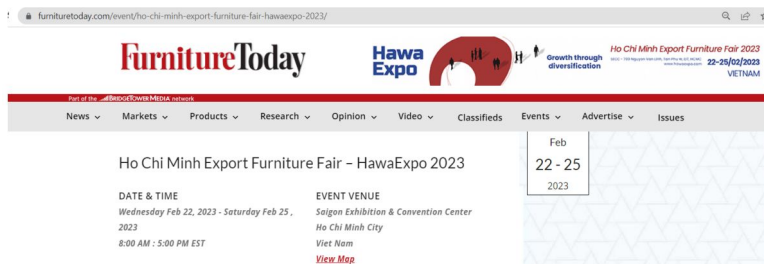 furnituretoday.com/event/ho-chi-minh-export-furniture-fair-hawaexpo-2023/
FurnitureToday
Hawa
Expo
Growth through
diversification
Ho Chi Minh Export Furniture Fair 2023
22-25/02/2023
VIETNAM
Part of the BRIDGETOWER MEDIA network
News
Markets
Products
Research
Opinion
Video
Classifieds
Events
Advertise
Issues
Feb
22 - 25
2023
Ho Chi Minh Export Furniture Fair – HawaExpo 2023
DATE & TIME
Wednesday Feb 22, 2023 - Saturday Feb 25 ,
2023
8:00 AM : 5:00 PM EST
EVENT VENUE
Saigon Exhibition & Convention Center
Ho Chi Minh City
Viet Nam
View Map